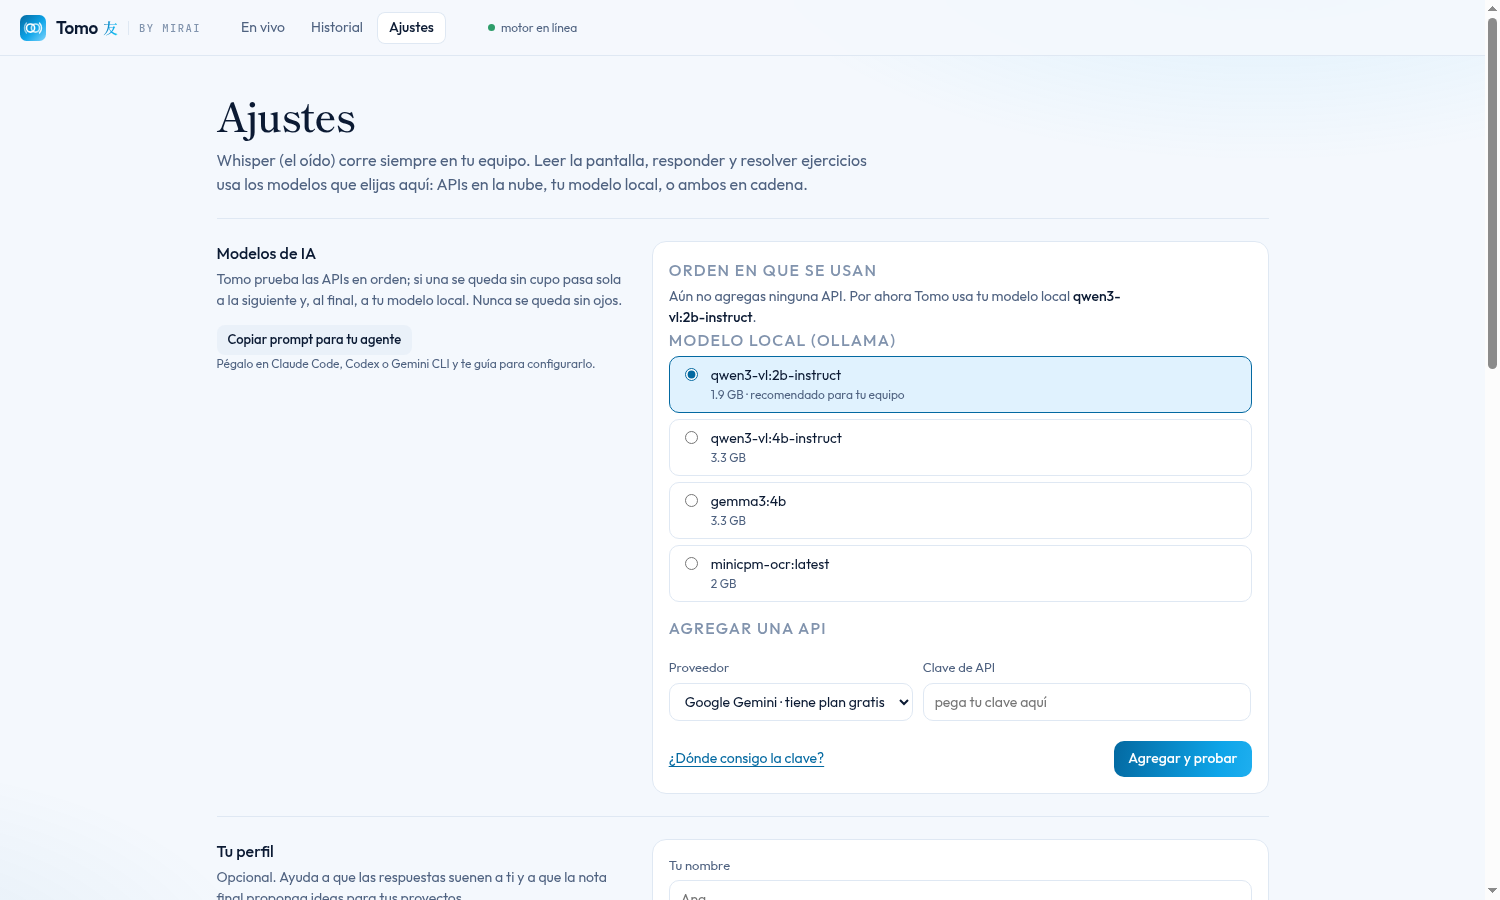 Tomo 友 BY MIRAI En vivo Historial Ajustes motor en línea
Ajustes
Whisper (el oído) corre siempre en tu equipo. Leer la pantalla, responder y resolver ejercicios
usa los modelos que elijas aquí: APIs en la nube, tu modelo local, o ambos en cadena.
Modelos de IA
Tomo prueba las APIs en orden; si una se queda sin cupo pasa sola
a la siguiente y, al final, a tu modelo local. Nunca se queda sin ojos.
Copiar prompt para tu agente
Pégalo en Claude Code, Codex o Gemini CLI y te guía para configurarlo.
ORDEN EN QUE SE USAN
Aún no agregas ninguna API. Por ahora Tomo usa tu modelo local qwen3-
vl:2b-instruct.
MODELO LOCAL (OLLAMA)
qwen3-vl:2b-instruct
1.9 GB · recomendado para tu equipo
qwen3-vl:4b-instruct
3.3 GB
gemma3:4b
3.3 GB
minicpm-ocr:latest
2 GB
AGREGAR UNA API
Proveedor
Clave de API
Google Gemini · tiene plan gratis
pega tu clave aquí
¿Dónde consigo la clave?
Agregar y probar
Tu perfil
Opcional. Ayuda a que las respuestas suenen a ti y a que la nota
final proponga ideas para tus proyectos.
Tu nombre
Ana